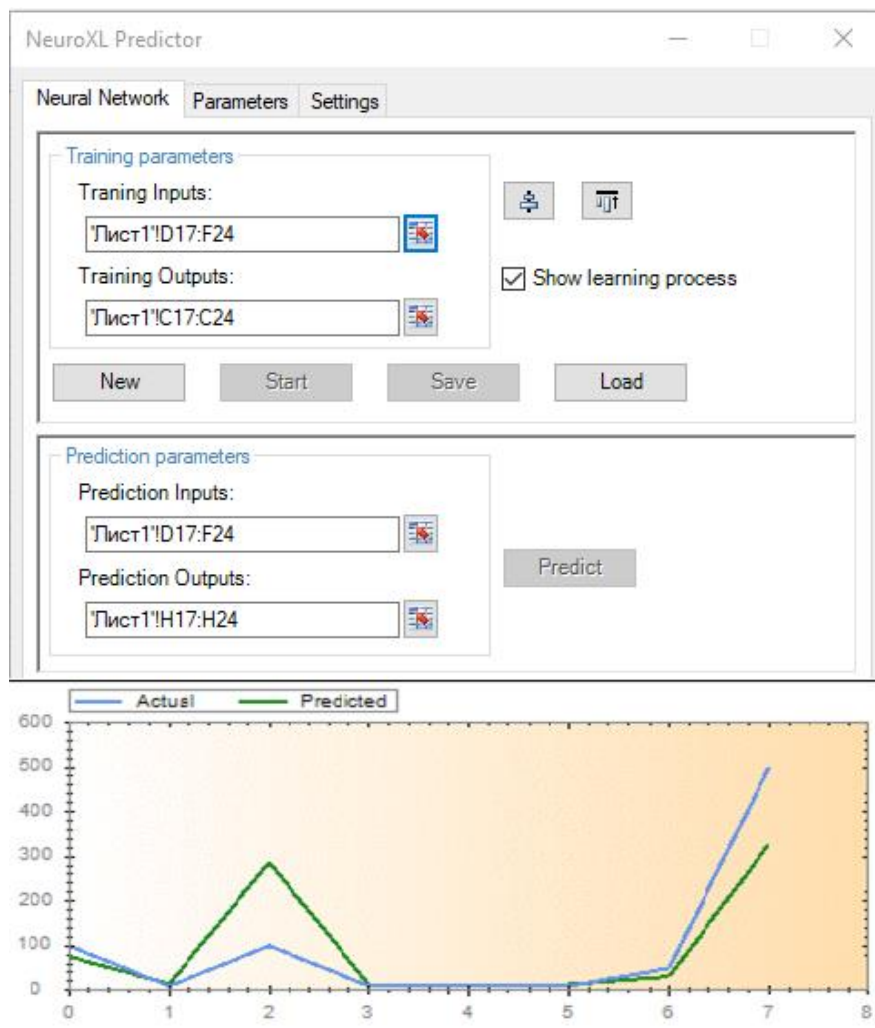 NeuroXL Predictor
Neural Network Parameters Settings
Training parameters
Traning Inputs:
'Лист1'!D17:F24
Training Outputs:
Show learning process
'Лист1'!C17:C24
New Start Save Load
Prediction parameters
Prediction Inputs:
'Лист1'!D17:F24
Predict
Prediction Outputs:
'Лист1'!H17:H24
Actual Predicted
600
500
400
300
200
100
0
0 1 2 3 4 5 6 7 8